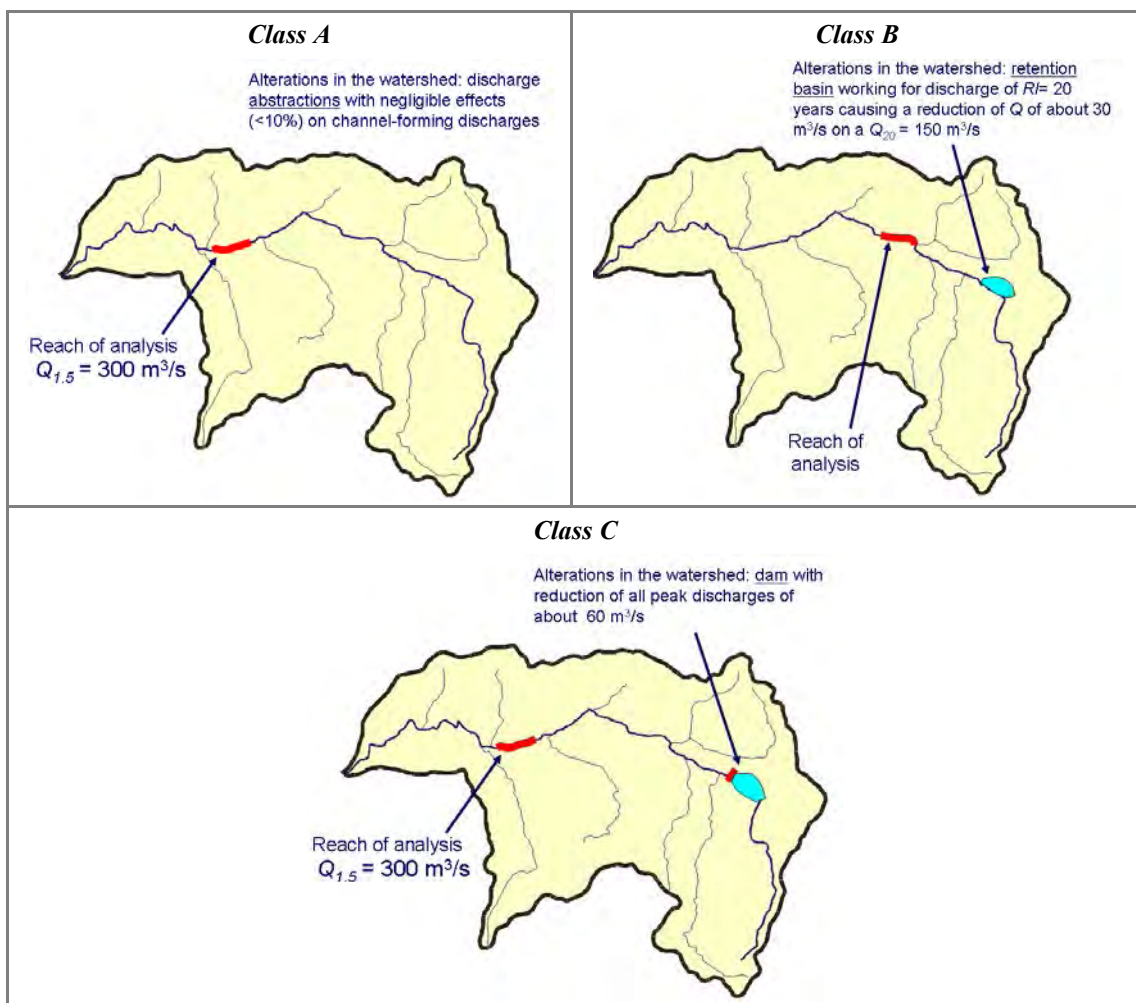 Class A
Alterations in the watershed: discharge
abstractions with negligible effects
(<10%) on channel-forming discharges
Reach of analysis
Q1.5 = 300 m³/s
Class B
Alterations in the watershed: retention
basin working for discharge of RI= 20
years causing a reduction of Q of about 30
m³/s on a Q20 = 150 m³/s
Reach of
analysis
Class C
Alterations in the watershed: dam with
reduction of all peak discharges of
about 60 m³/s
Reach of analysis
Q1.5 = 300 m³/s